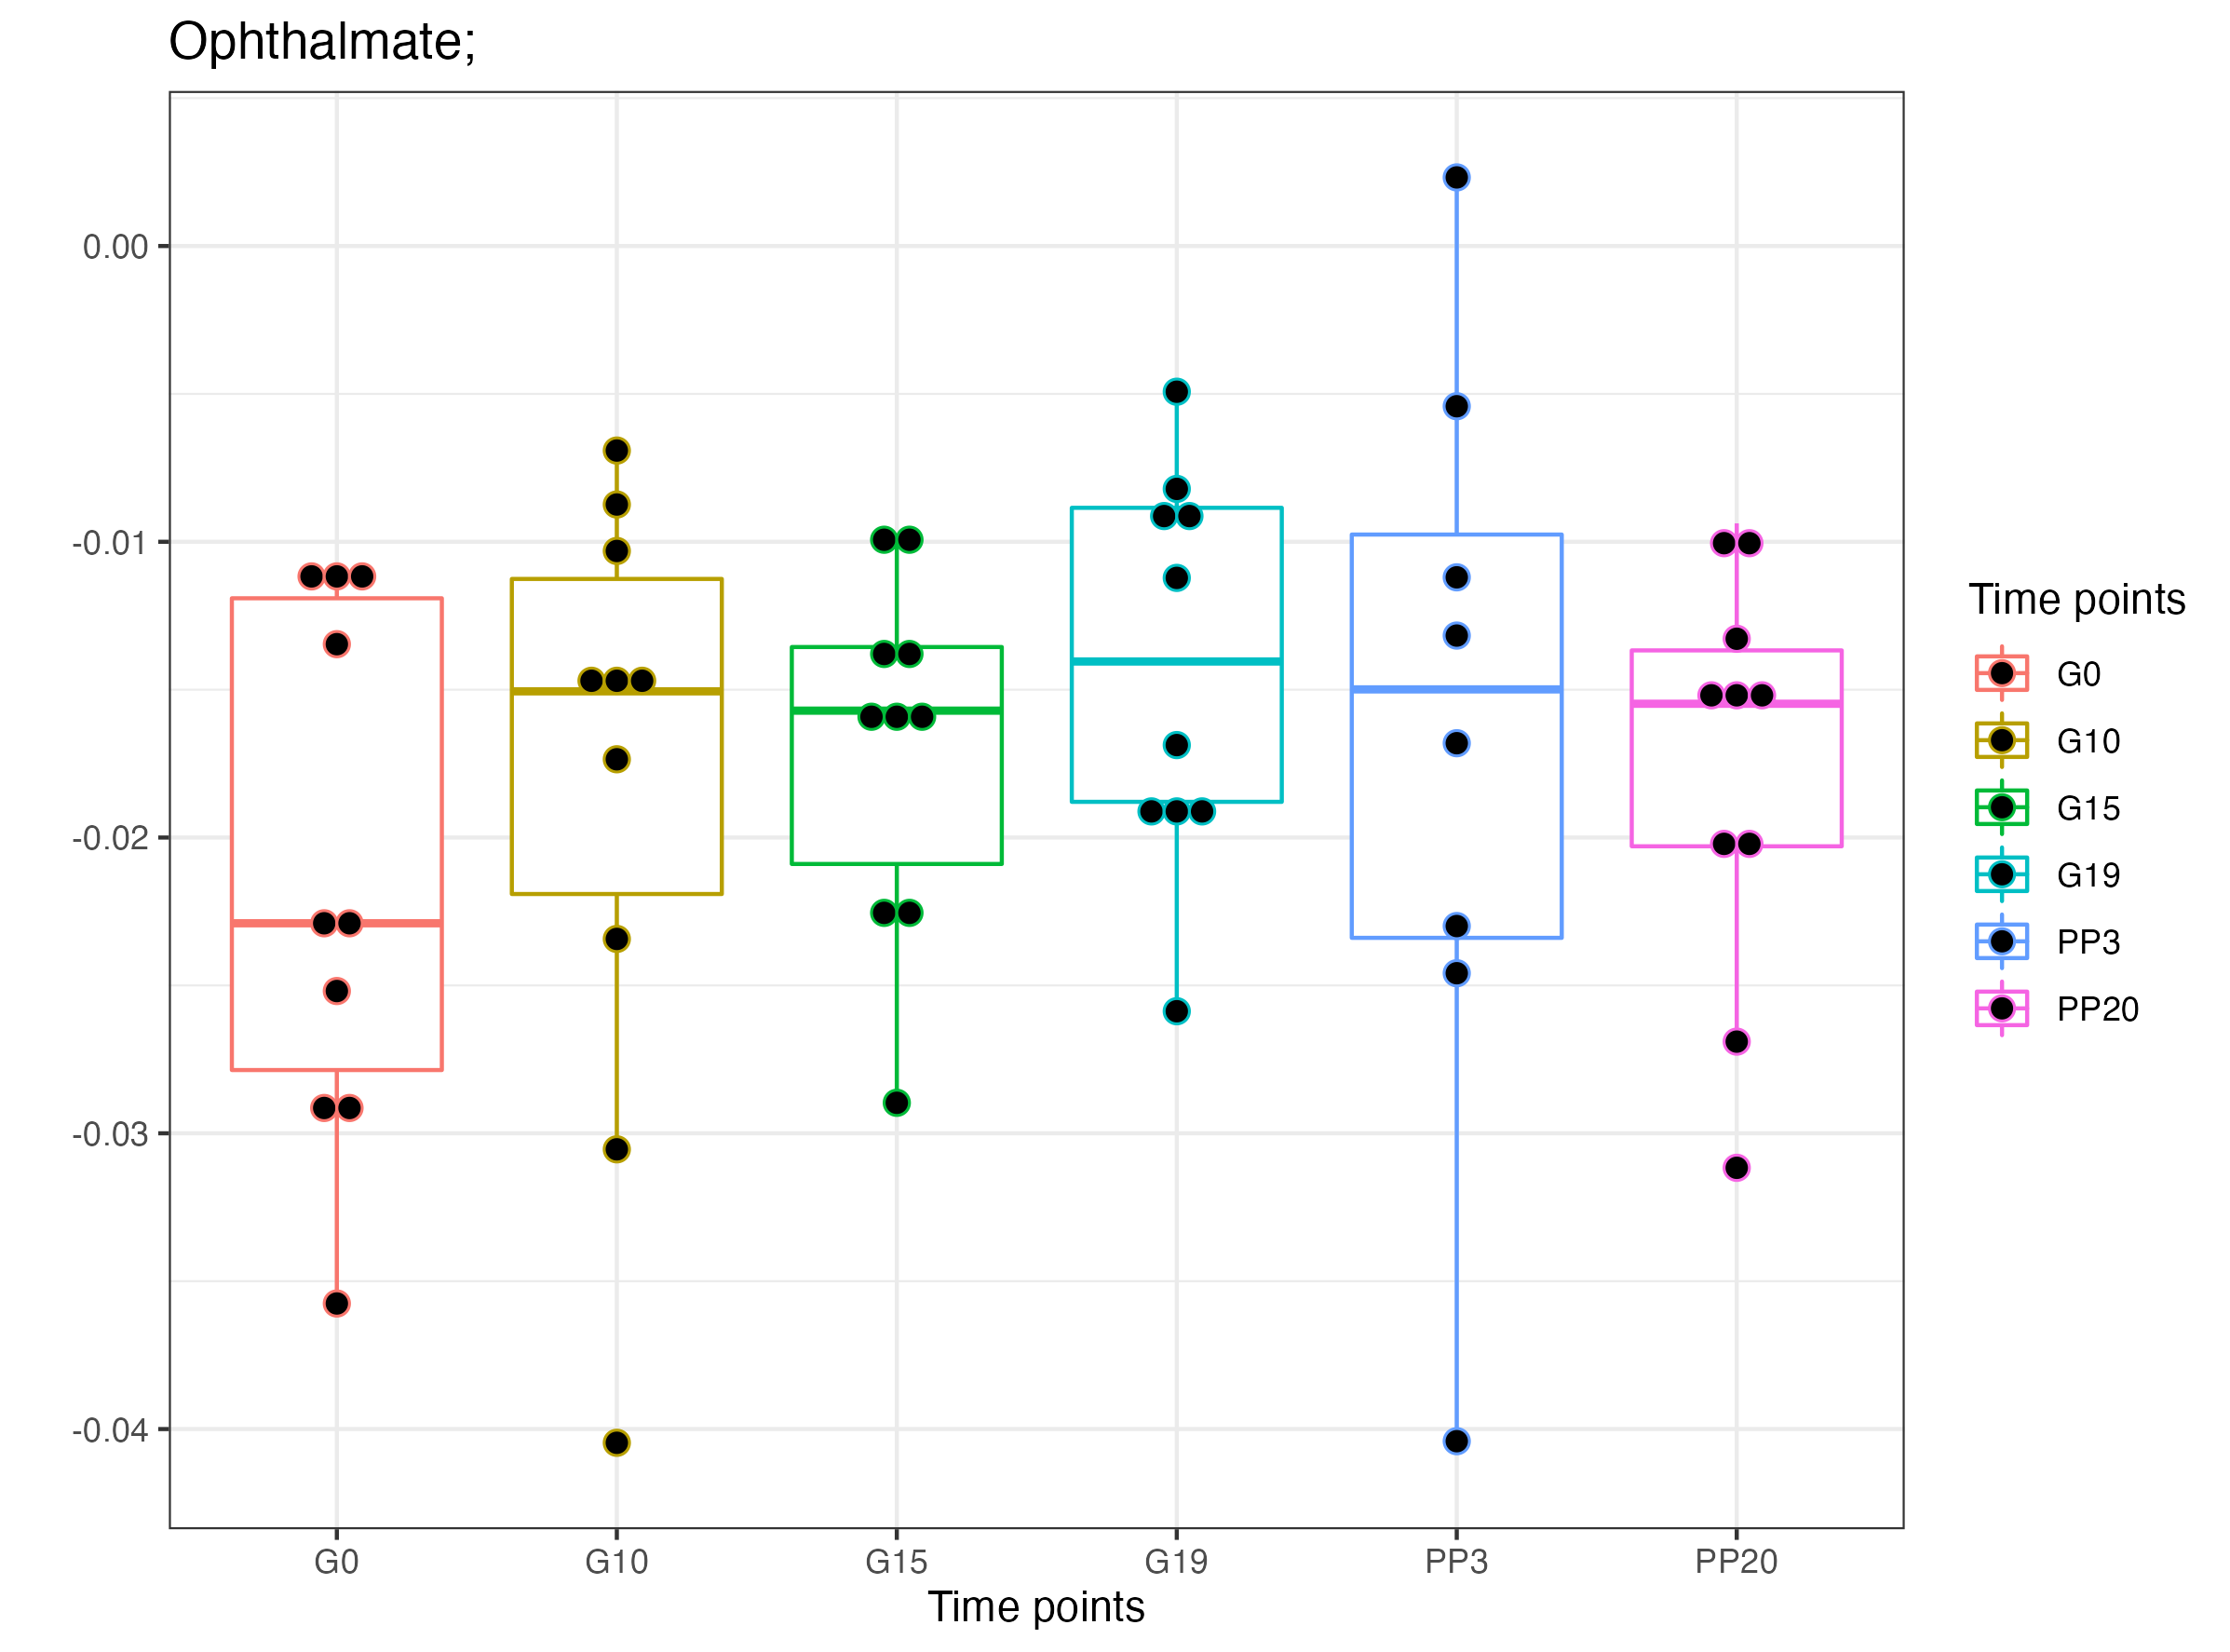 Ophthalmate;
0.00
-0.01
-0.02
-0.03
-0.04
G0 G10 G15 G19 PP3 PP20
Time points
Time points
G0
G10
G15
G19
PP3
PP20